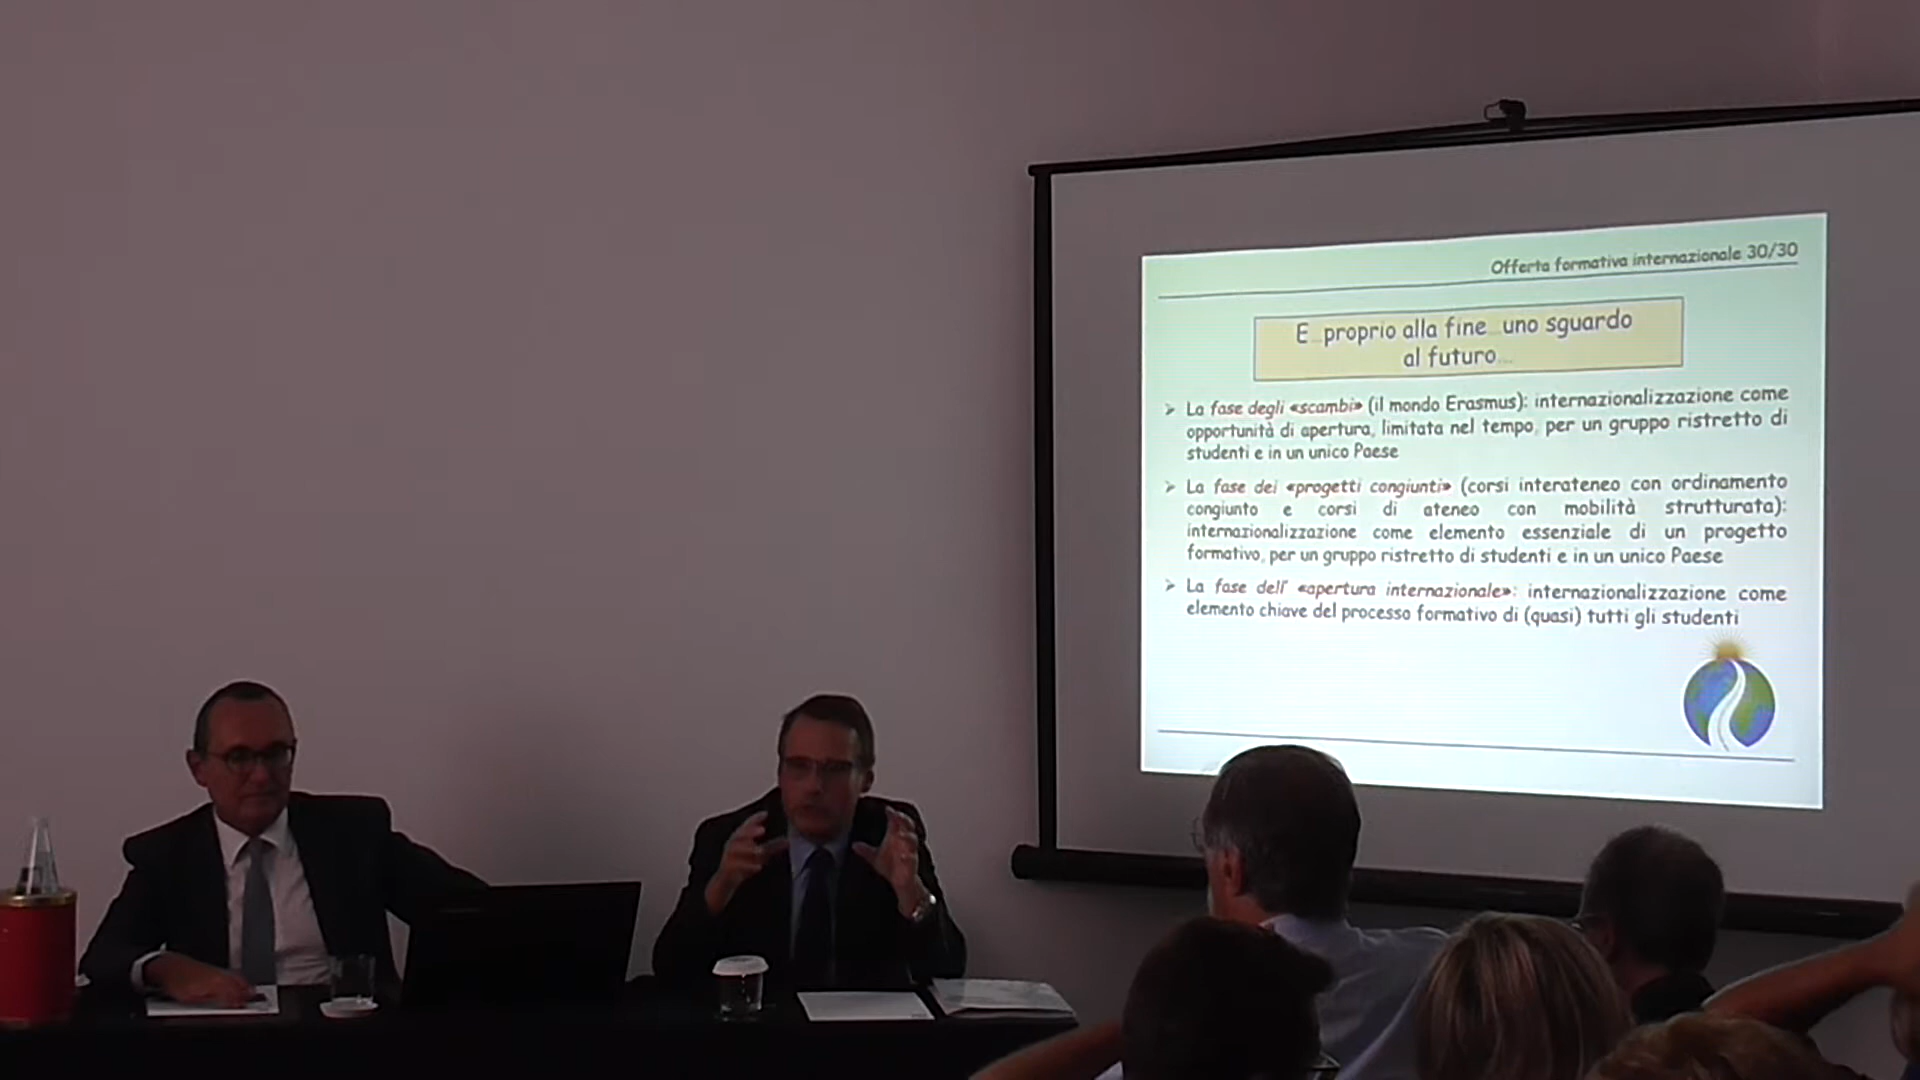 Offerta formativa internazionale 30/30
E...proprio alla fine...uno sguardo
al futuro...
➢ La fase degli «scambi» (il mondo Erasmus): internazionalizzazione come
opportunità di apertura, limitata nel tempo, per un gruppo ristretto di
studenti e in un unico Paese
➢ La fase dei «progetti congiunti» (corsi interateneo con ordinamento
congiunto e corsi di ateneo con mobilità strutturata):
internazionalizzazione come elemento essenziale di un progetto
formativo, per un gruppo ristretto di studenti e in un unico Paese
➢ La fase dell' «apertura internazionale»: internazionalizzazione come
elemento chiave del processo formativo di (quasi) tutti gli studenti